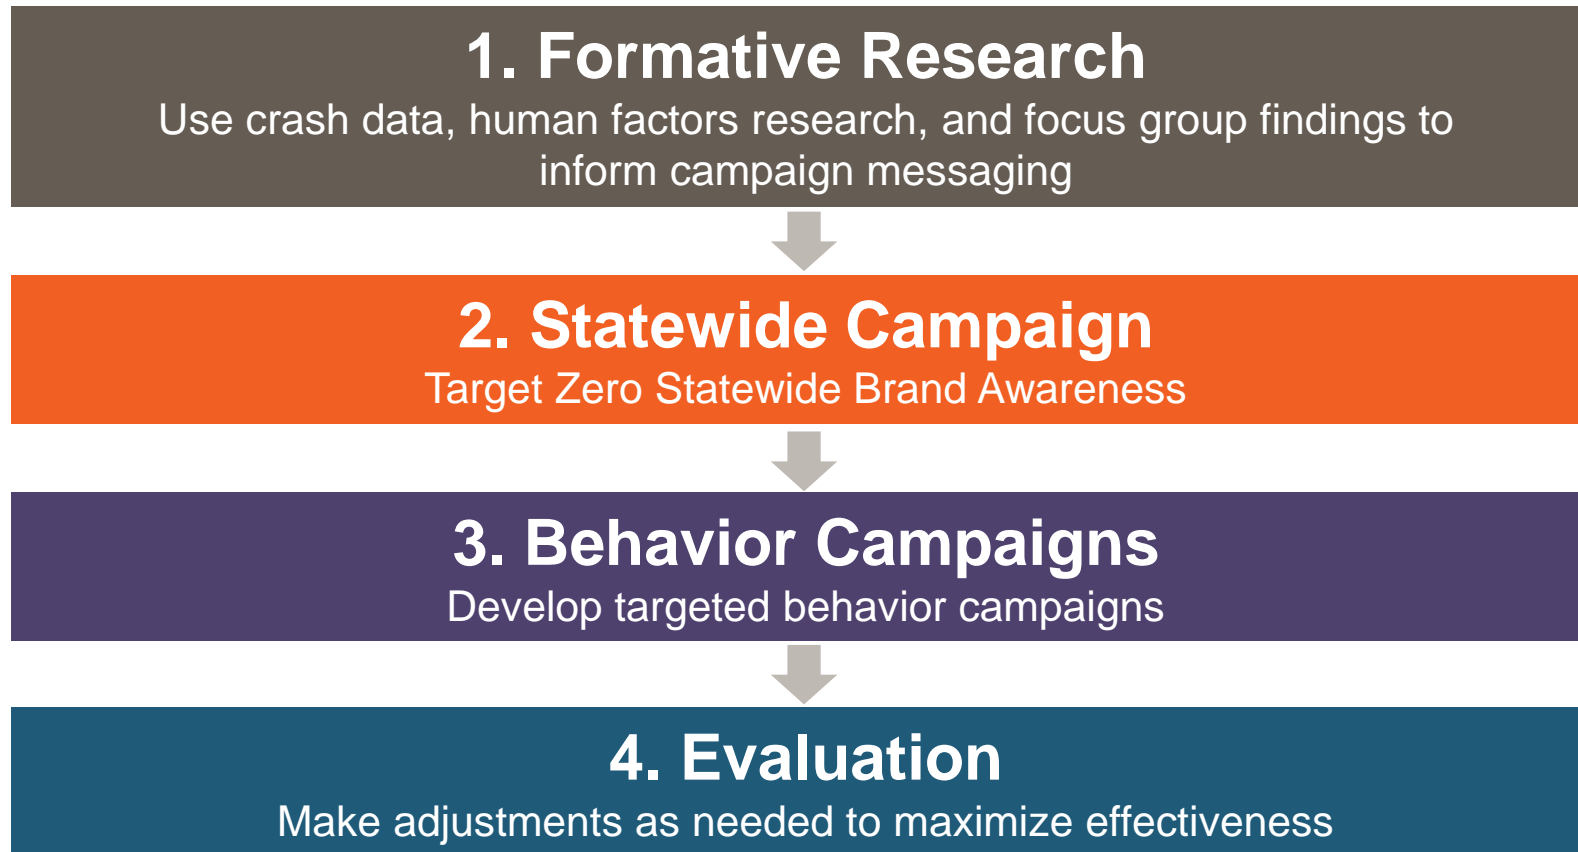 1. Formative Research
Use crash data, human factors research, and focus group findings to
inform campaign messaging
2. Statewide Campaign
Target Zero Statewide Brand Awareness
3. Behavior Campaigns
Develop targeted behavior campaigns
4. Evaluation
Make adjustments as needed to maximize effectiveness